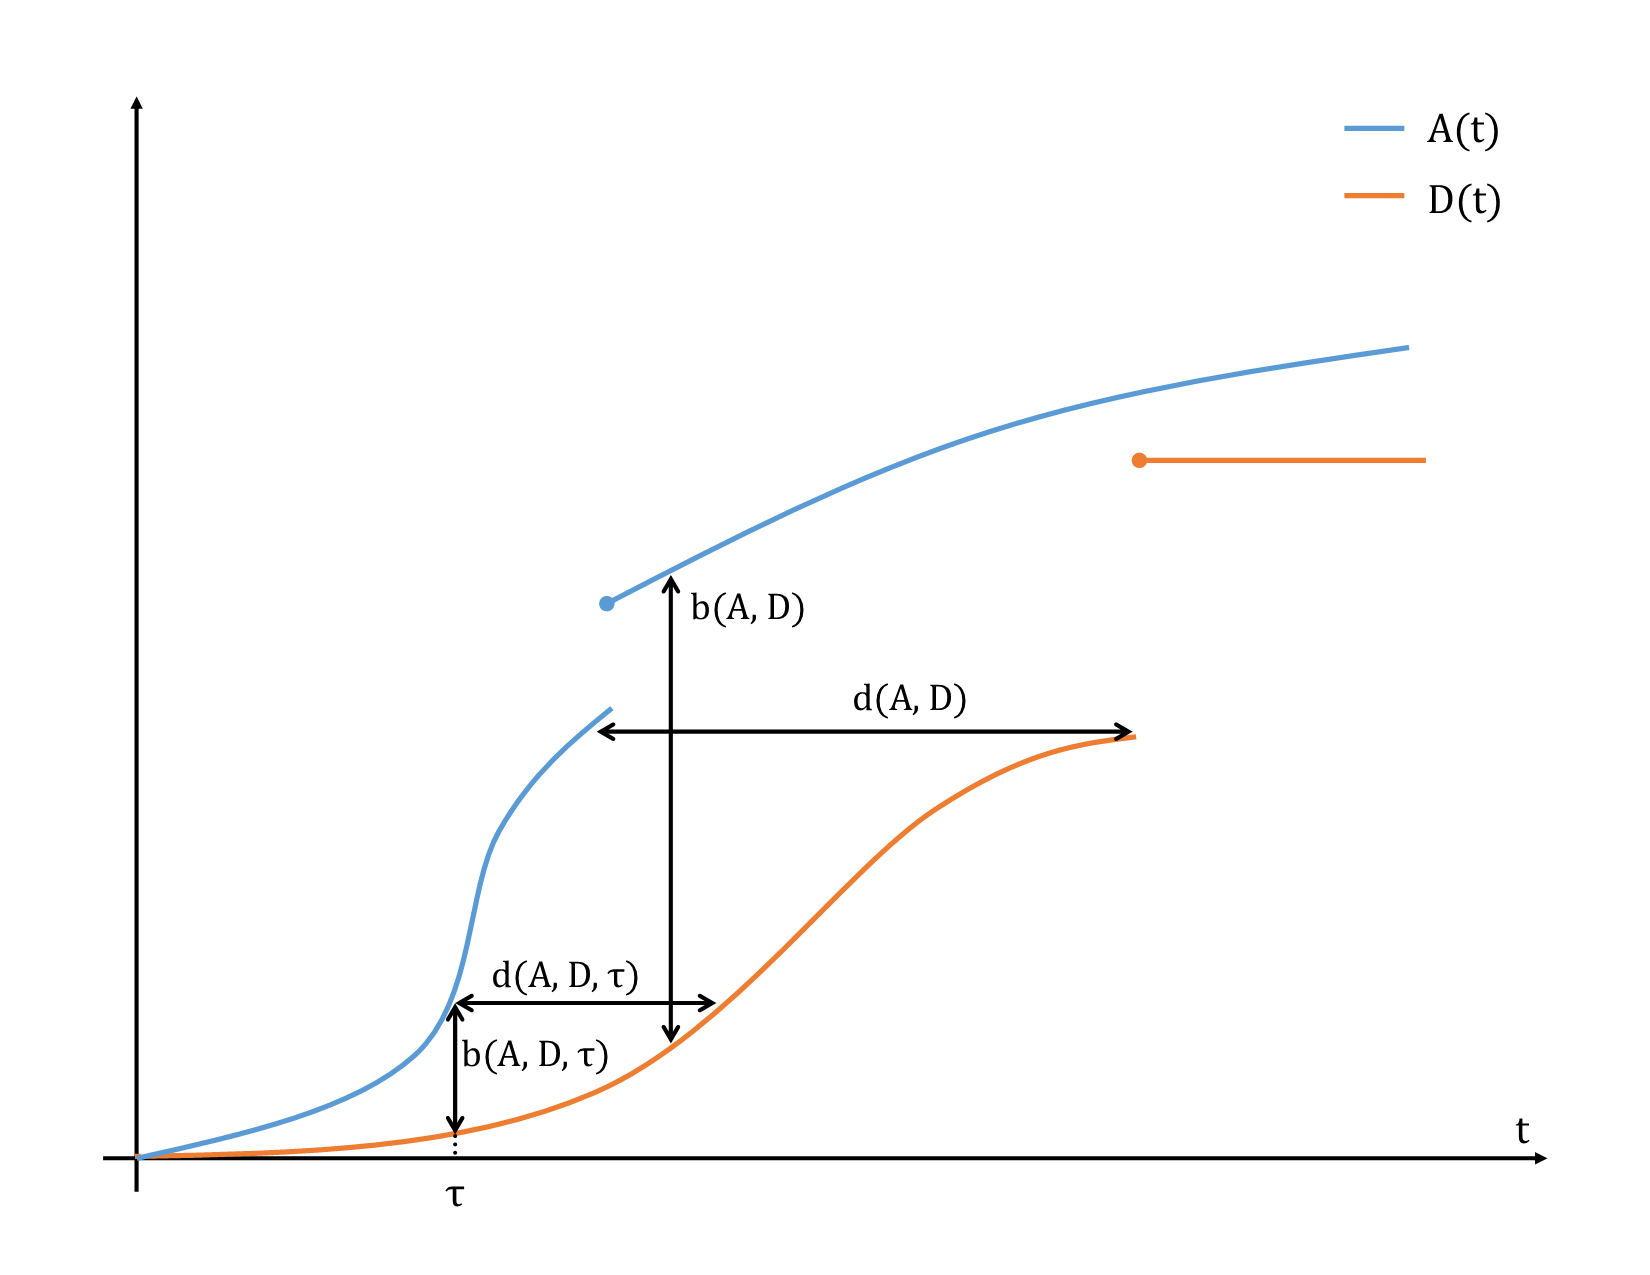 A(t)
D(t)
b(A, D)
d(A, D)
d(A, D, τ)
b(A, D, τ)
t
τ